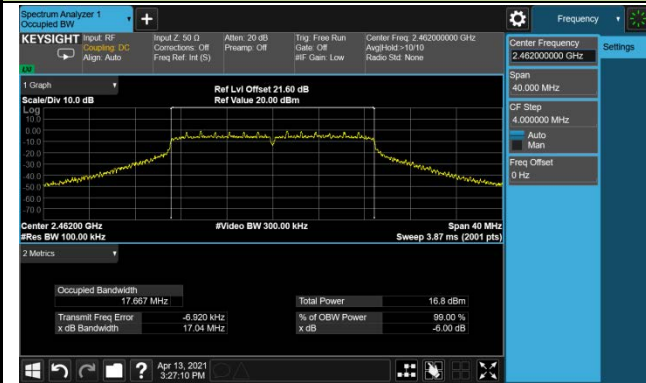 Spectrum Analyzer 1
Occupied BW
+
Frequency
KEYSIGHT Input: RF Input Z: 50 Ω Atten: 20 dB Trig: Free Run Center Freq: 2.462000000 GHz
Coupling: DC Corrections: Off Preamp: Off Gate: Off Avg|Hold:>10/10
Align: Auto Freq Ref: Int (S) #IF Gain: Low Radio Std: None
Center Frequency
2.462000000 GHz
Settings
Span
40.000 MHz
CF Step
4.000000 MHz
Auto
Man
Freq Offset
0 Hz
1 Graph
Ref Lvl Offset 21.60 dB
Scale/Div 10.0 dB Ref Value 20.00 dBm
Log
10.0
0.00
-10.0
-20.0
-30.0
-40.0
-50.0
-60.0
-70.0
Center 2.46200 GHz #Video BW 300.00 kHz Span 40 MHz
#Res BW 100.00 kHz Sweep 3.87 ms (2001 pts)
2 Metrics
Occupied Bandwidth
17.667 MHz Total Power 16.8 dBm
Transmit Freq Error -6.920 kHz % of OBW Power 99.00 %
x dB Bandwidth 17.04 MHz x dB -6.00 dB
?
Apr 13, 2021
3:27:10 PM